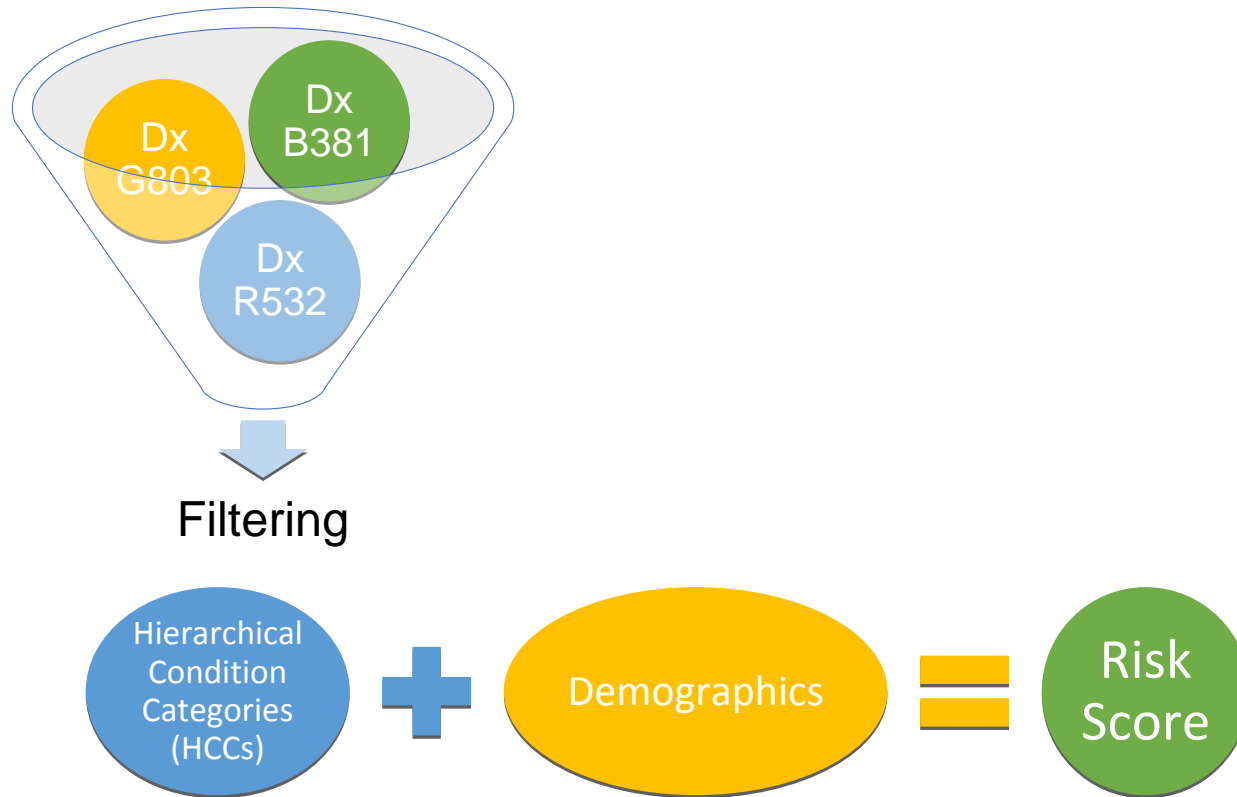 Dx
B381
Dx
G803
Dx
R532
Filtering
Hierarchical
Condition
Categories
(HCCs)
Demographics
Risk
Score